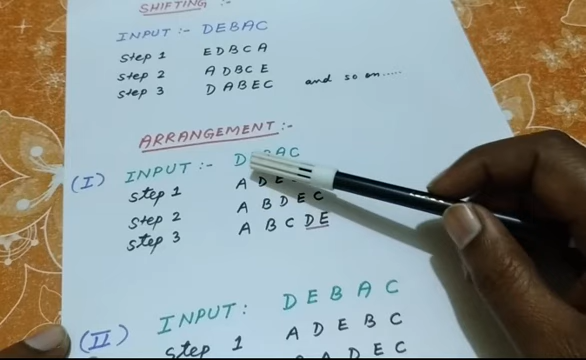 SHIFTING :-
INPUT :- DEBAC
Step 1 EDBCA
Step 2 ADBCE
Step 3 DABEC and so on.....
ARRANGEMENT :-
(I) INPUT :- D BAC
Step 1 A D E
Step 2 A B D E C
Step 3 A B C D E
(II) INPUT : D E B A C
Step 1 A D E B C
A D E C